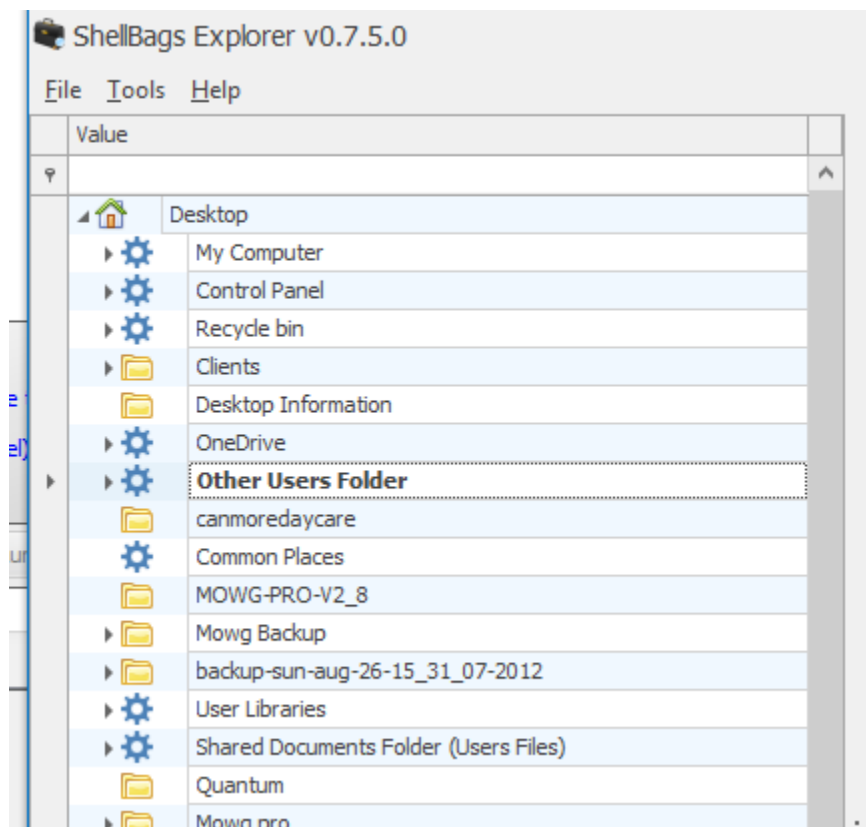 ShellBags Explorer v0.7.5.0
File Tools Help
Value
Desktop
My Computer
Control Panel
Recycle bin
Clients
Desktop Information
OneDrive
Other Users Folder
canmoredaycare
Common Places
MOWG-PRO-V2_8
Mowg Backup
backup-sun-aug-26-15_31_07-2012
User Libraries
Shared Documents Folder (Users Files)
Quantum
Mowg pro